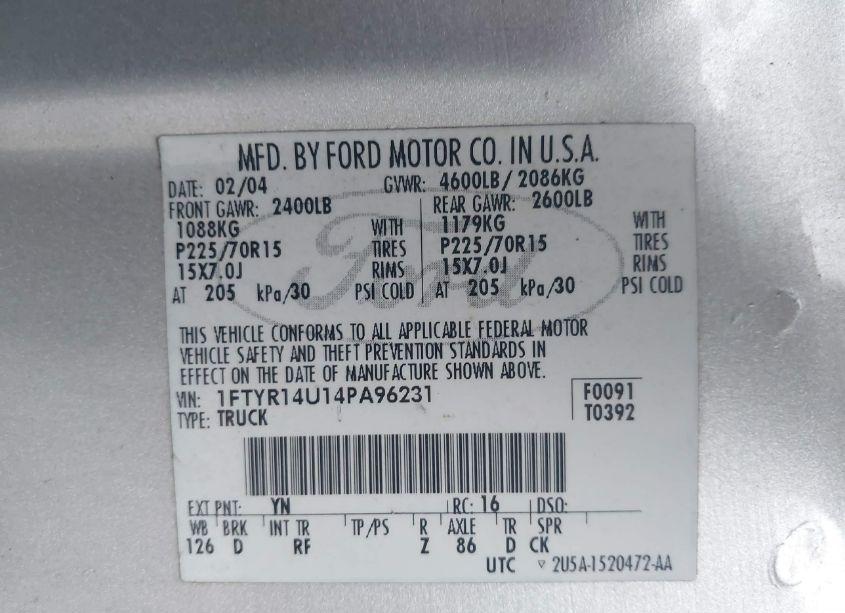 MFD. BY FORD MOTOR CO. IN U.S.A.
DATE: 02/04 GVWR: 4600LB/ 2086KG
FRONT GAWR: 2400LB REAR GAWR: 2600LB
1088KG WITH 1179KG WITH
P225/70R15 TIRES P225/70R15 TIRES
15X7.0J RIMS 15X7.0J RIMS
AT 205 kPa/30 PSI COLD AT 205 kPa/30 PSI COLD
Ford
THIS VEHICLE CONFORMS TO ALL APPLICABLE FEDERAL MOTOR
VEHICLE SAFETY AND THEFT PREVENTION STANDARDS IN
EFFECT ON THE DATE OF MANUFACTURE SHOWN ABOVE.
VIN: 1FTYR14U14PA96231 F0091
TYPE: TRUCK T0392
EXT PNT: YN RC: 16 DSO:
WB BRK INT TR TP/PS R AXLE TR SPR
126 D RF Z 86 D CK
UTC ▽ 2U5A-1520472-AA